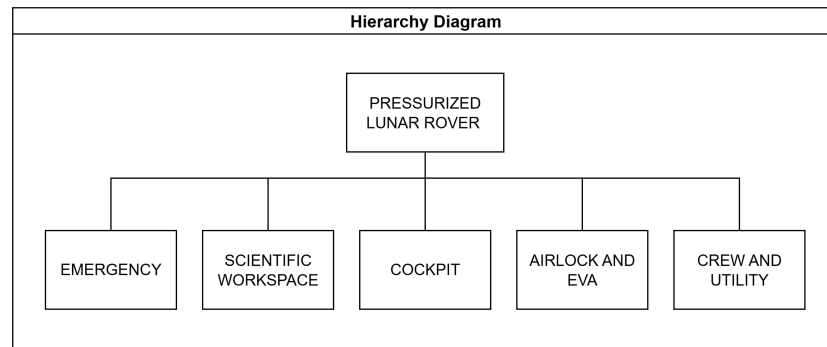 Hierarchy Diagram
PRESSURIZED
LUNAR ROVER
EMERGENCY
SCIENTIFIC
WORKSPACE
COCKPIT
AIRLOCK AND
EVA
CREW AND
UTILITY